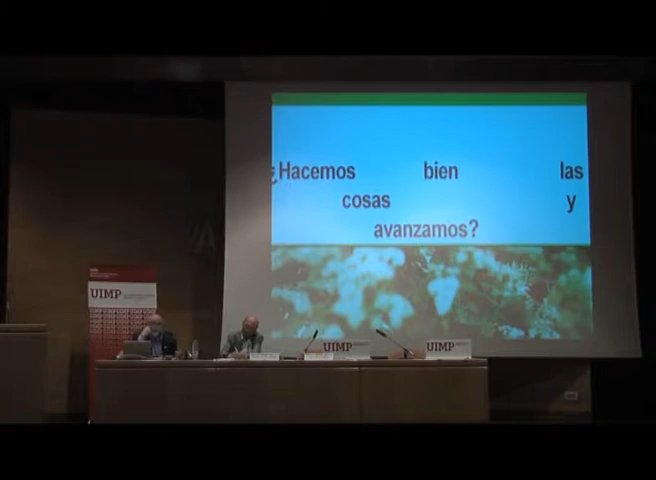 ¿Hacemos bien las
cosas y
avanzamos?
UIMP
UIMP
UIMP